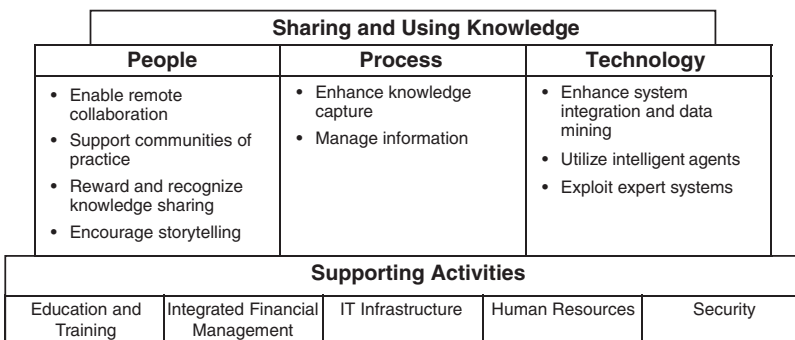 Sharing and Using Knowledge
People
• Enable remote
collaboration
• Support communities of
practice
• Reward and recognize
knowledge sharing
• Encourage storytelling
Process
• Enhance knowledge
capture
• Manage information
Technology
• Enhance system
integration and data
mining
• Utilize intelligent agents
• Exploit expert systems
Supporting Activities
Education and
Training
Integrated Financial
Management
IT Infrastructure
Human Resources
Security